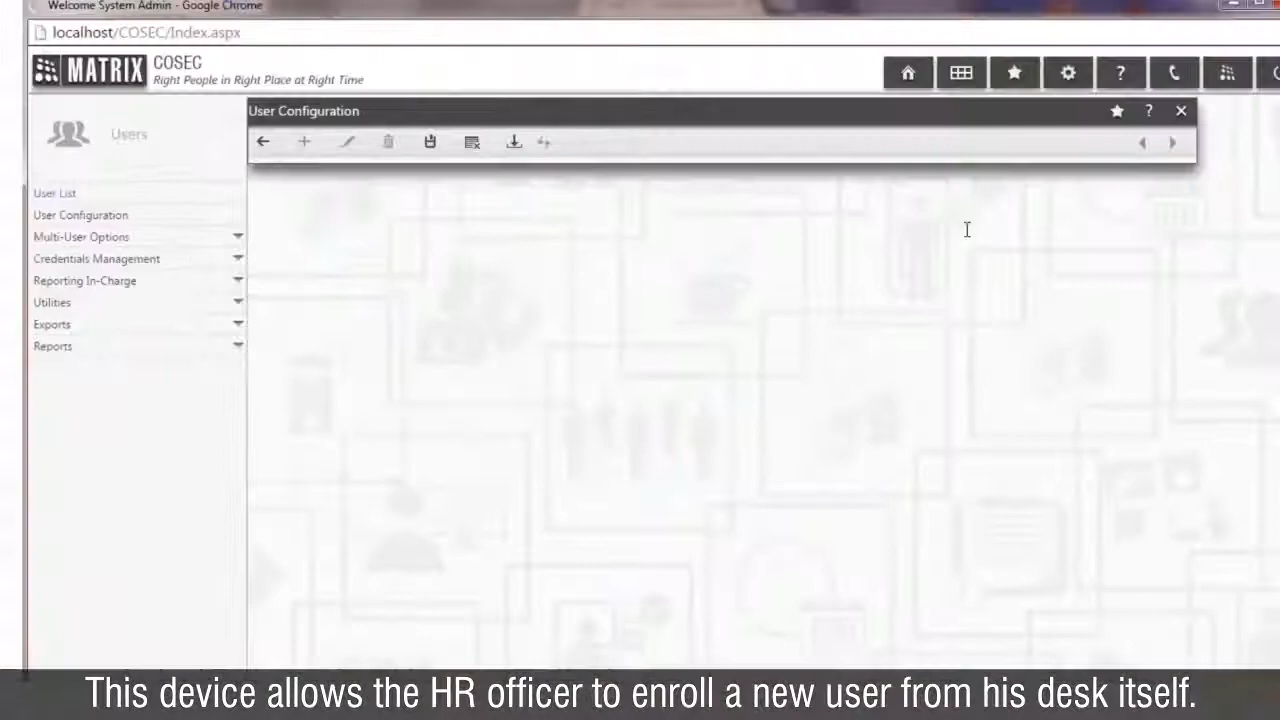 Welcome System Admin - Google Chrome
localhost/COSEC/Index.aspx
MATRIX
COSEC
Right People in Right Place at Right Time
?
Users
User Configuration
?
User List
User Configuration
Multi-User Options
Credentials Management
Reporting In-Charge
Utilities
Exports
Reports
This device allows the HR officer to enroll a new user from his desk itself.